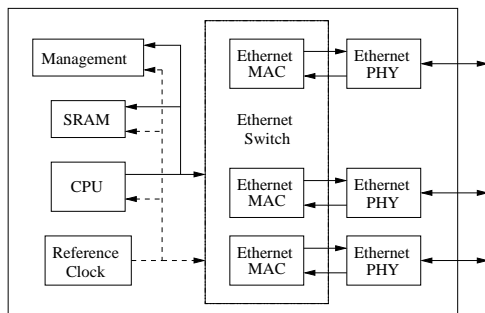 Management
SRAM
CPU
Reference
Clock
Ethernet
Switch
Ethernet
MAC
Ethernet
PHY
Ethernet
MAC
Ethernet
PHY
Ethernet
MAC
Ethernet
PHY